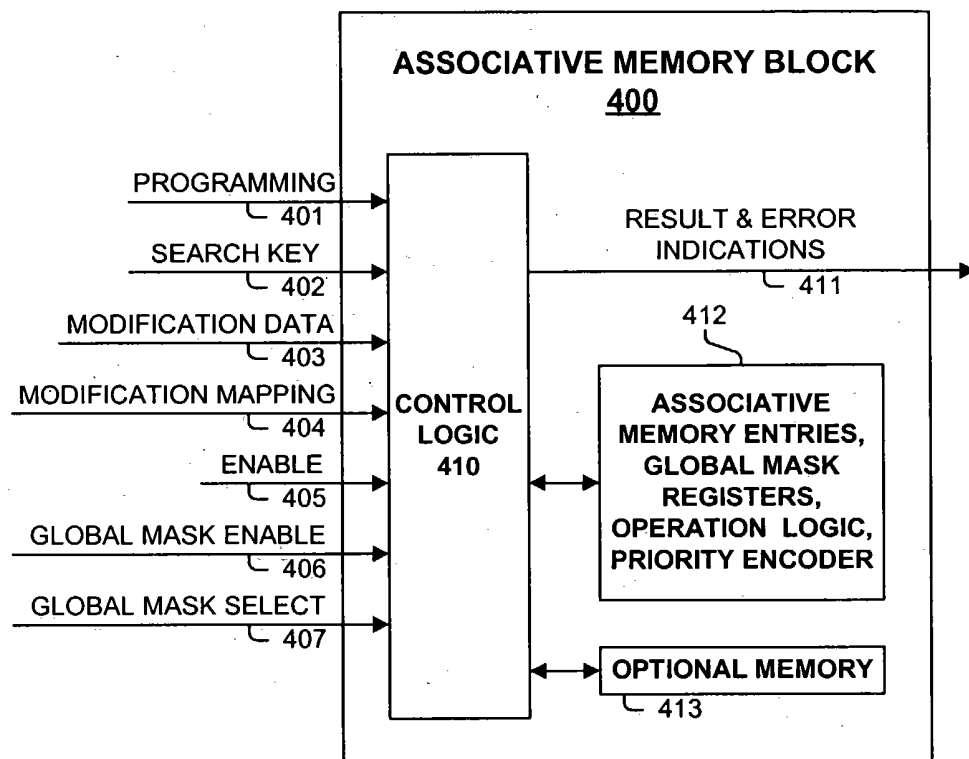 ASSOCIATIVE MEMORY BLOCK
400
PROGRAMMING
401
SEARCH KEY
402
MODIFICATION DATA
403
MODIFICATION MAPPING
404
ENABLE
405
GLOBAL MASK ENABLE
406
GLOBAL MASK SELECT
407
CONTROL
LOGIC
410
RESULT & ERROR
INDICATIONS
411
412
ASSOCIATIVE
MEMORY ENTRIES,
GLOBAL MASK
REGISTERS,
OPERATION LOGIC,
PRIORITY ENCODER
OPTIONAL MEMORY
413